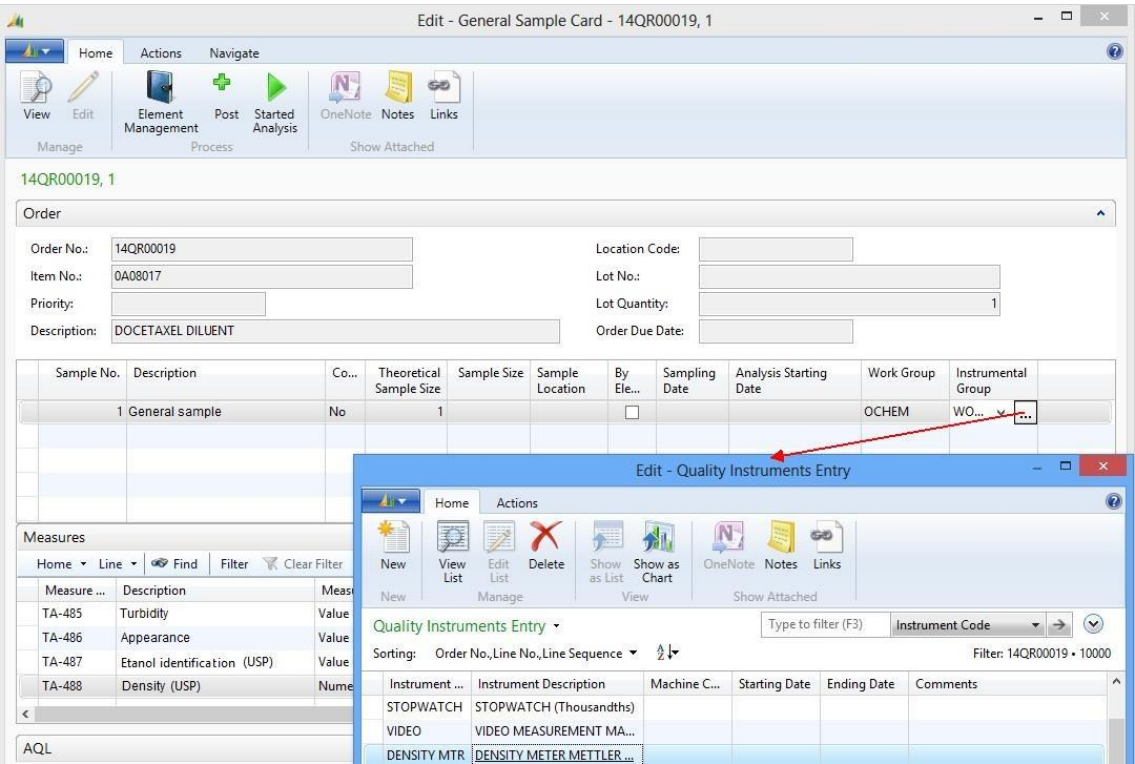 Edit - General Sample Card - 14QR00019, 1
Home Actions Navigate
View Edit Element Management Post Started Analysis OneNote Notes Links
Manage Process Show Attached
14QR00019, 1
Order
Order No.: 14QR00019 Location Code:
Item No.: 0A08017 Lot No.:
Priority: Lot Quantity: 1
Description: DOCETAXEL DILUENT Order Due Date:
Sample No. Description Co... Theoretical Sample Size Sample Size Sample Location By Ele... Sampling Date Analysis Starting Date Work Group Instrumental Group
1 General sample No 1 OCHEM WO... ...
Measures
Home Line Find Filter Clear Filter
Measure ... Description Meas
TA-485 Turbidity Value
TA-486 Appearance Value
TA-487 Etanol identification (USP) Value
TA-488 Density (USP) Nume
AQL
Edit - Quality Instruments Entry
Home Actions
New View List Edit List Delete Show as List Show as Chart OneNote Notes Links
New Manage View Show Attached
Quality Instruments Entry Type to filter (F3) Instrument Code
Sorting: Order No.,Line No.,Line Sequence Filter: 14QR00019 • 10000
Instrument ... Instrument Description Machine C... Starting Date Ending Date Comments
STOPWATCH STOPWATCH (Thousandths)
VIDEO VIDEO MEASUREMENT MA...
DENSITY MTR DENSITY METER METTLER ...